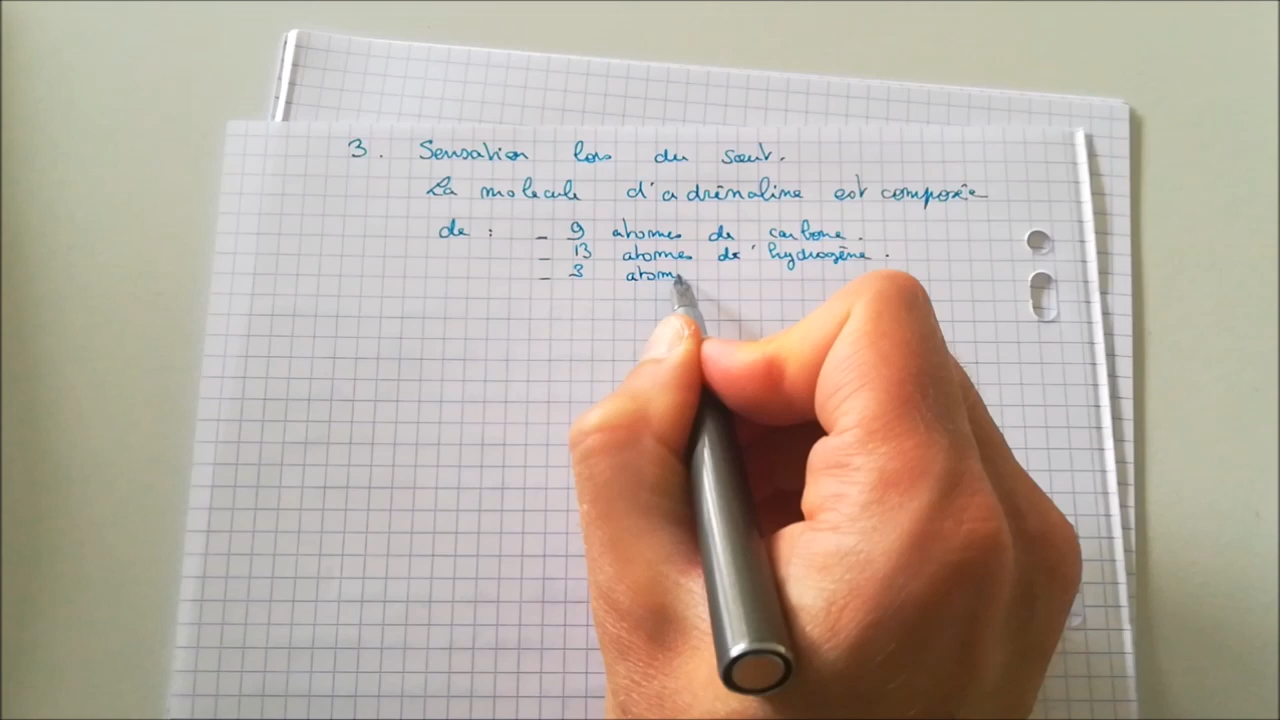 3. Sensation lors du saut.
La molécule d'adrénaline est composée
de : - 9 atomes de carbone.
- 13 atomes d'hydrogène.
- 3 atom